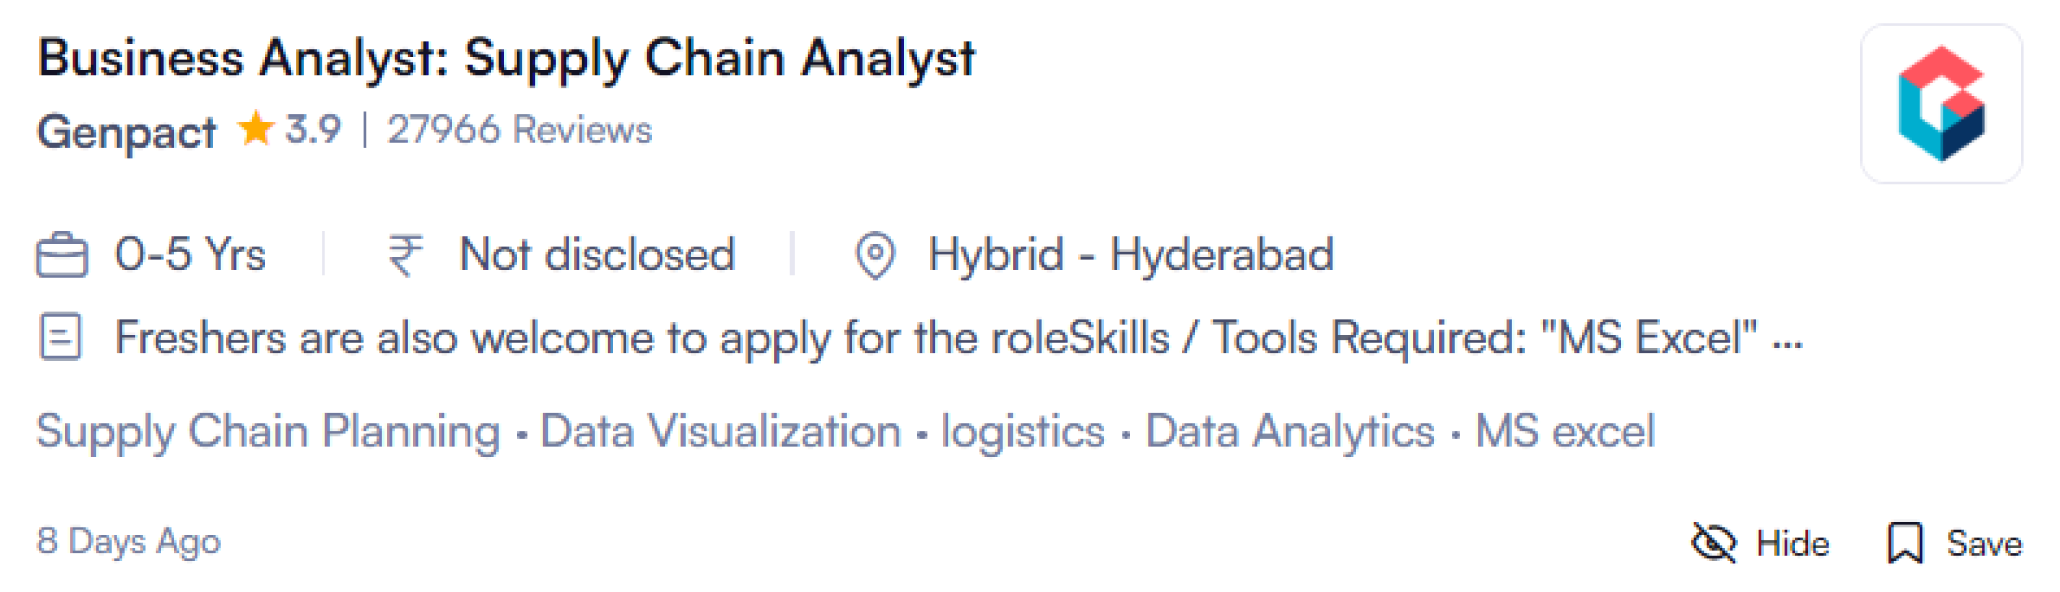 Business Analyst: Supply Chain Analyst
Genpact 3.9 | 27966 Reviews
0-5 Yrs | ₹ Not disclosed | Hybrid - Hyderabad
Freshers are also welcome to apply for the roleSkills / Tools Required: "MS Excel" ...
Supply Chain Planning · Data Visualization · logistics · Data Analytics · MS excel
8 Days Ago Hide Save